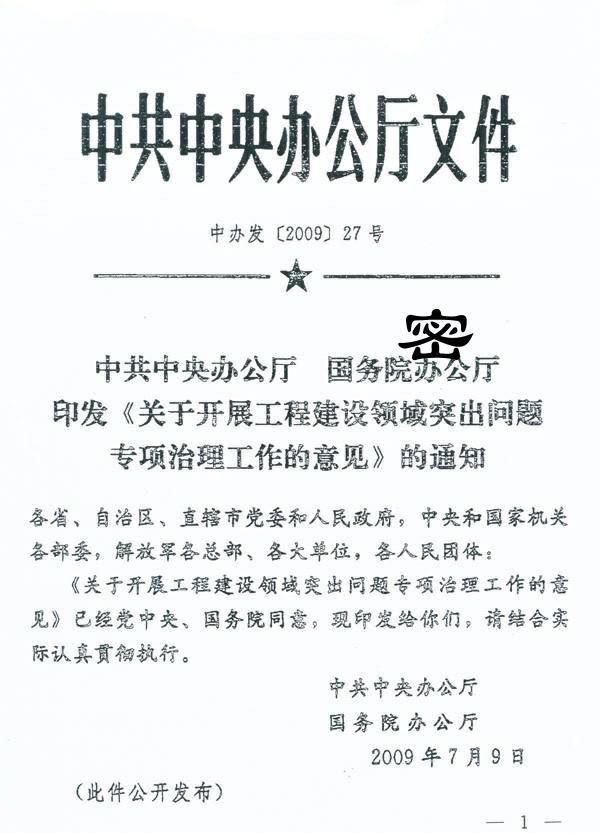 中共中央办公厅文件
中办发〔2009〕27号
密
中共中央办公厅　国务院办公厅
印发《关于开展工程建设领域突出问题
专项治理工作的意见》的通知
各省、自治区、直辖市党委和人民政府，中央和国家机关
各部委，解放军各总部、各大单位，各人民团体：
《关于开展工程建设领域突出问题专项治理工作的意
见》已经党中央、国务院同意，现印发给你们，请结合实
际认真贯彻执行。
中共中央办公厅
国务院办公厅
2009年7月9日
（此件公开发布）
— 1 —